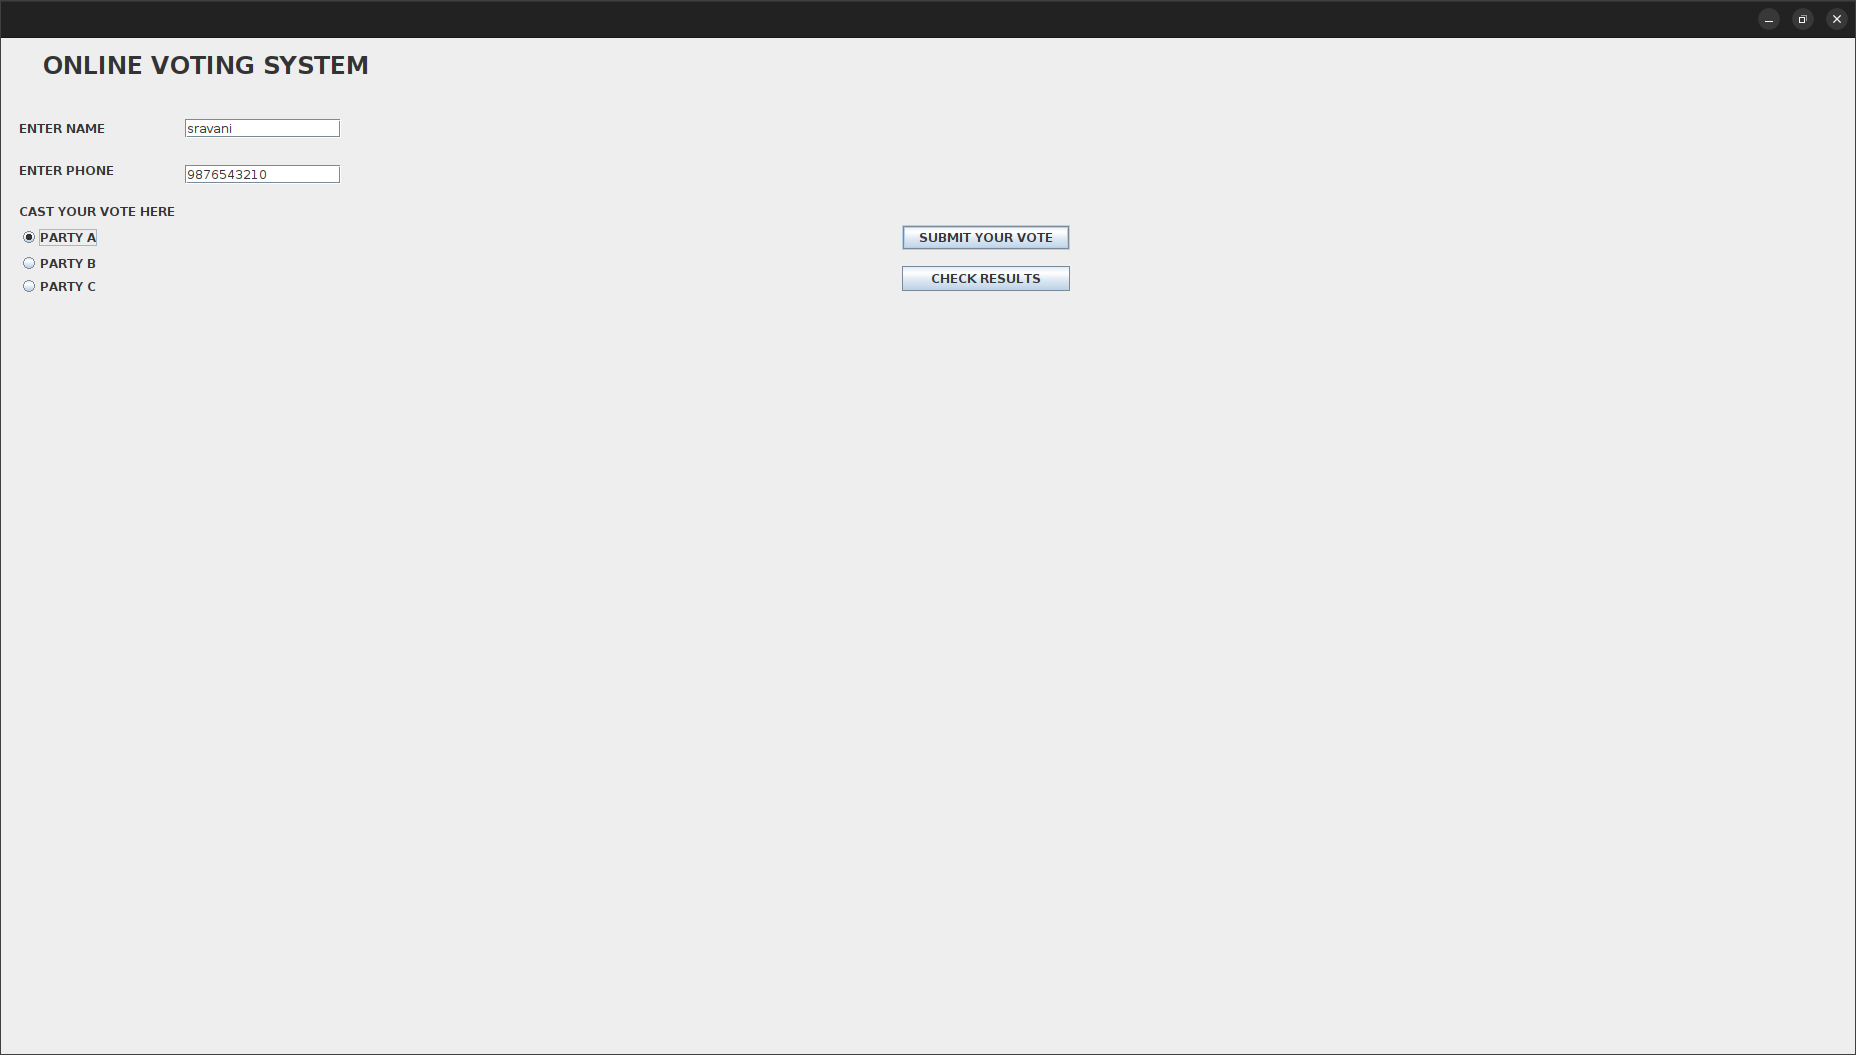 ONLINE VOTING SYSTEM
ENTER NAME sravani
ENTER PHONE 9876543210
CAST YOUR VOTE HERE
PARTY A SUBMIT YOUR VOTE
PARTY B
CHECK RESULTS
PARTY C